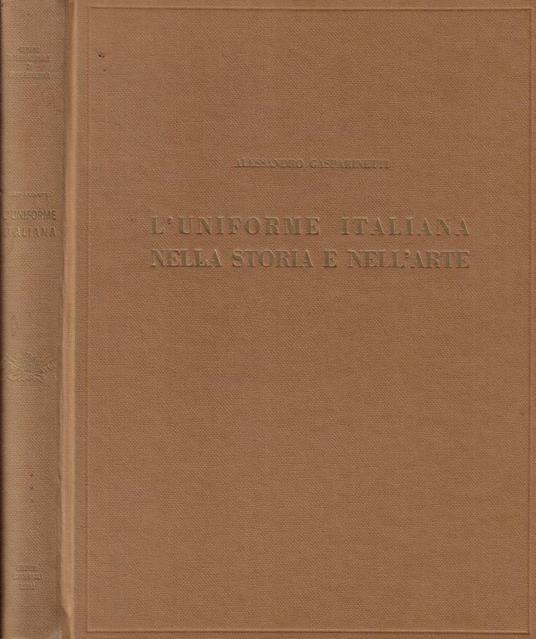 ALESSANDRO GASPARINETTI
L'UNIFORME ITALIANA
NELLA STORIA E NELL'ARTE
L'UNIFORME
ITALIANA